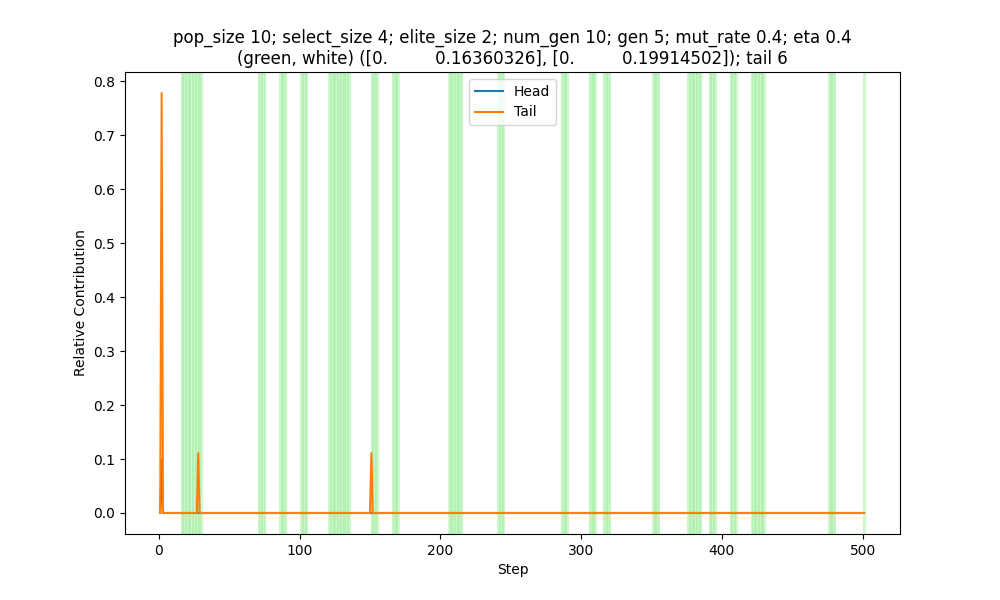 pop_size 10; select_size 4; elite_size 2; num_gen 10; gen 5; mut_rate 0.4; eta 0.4
(green, white) ([0.          0.16360326], [0.          0.19914502]); tail 6
Head
Tail
Relative Contribution
0.8
0.7
0.6
0.5
0.4
0.3
0.2
0.1
0.0
0 100 200 300 400 500
Step